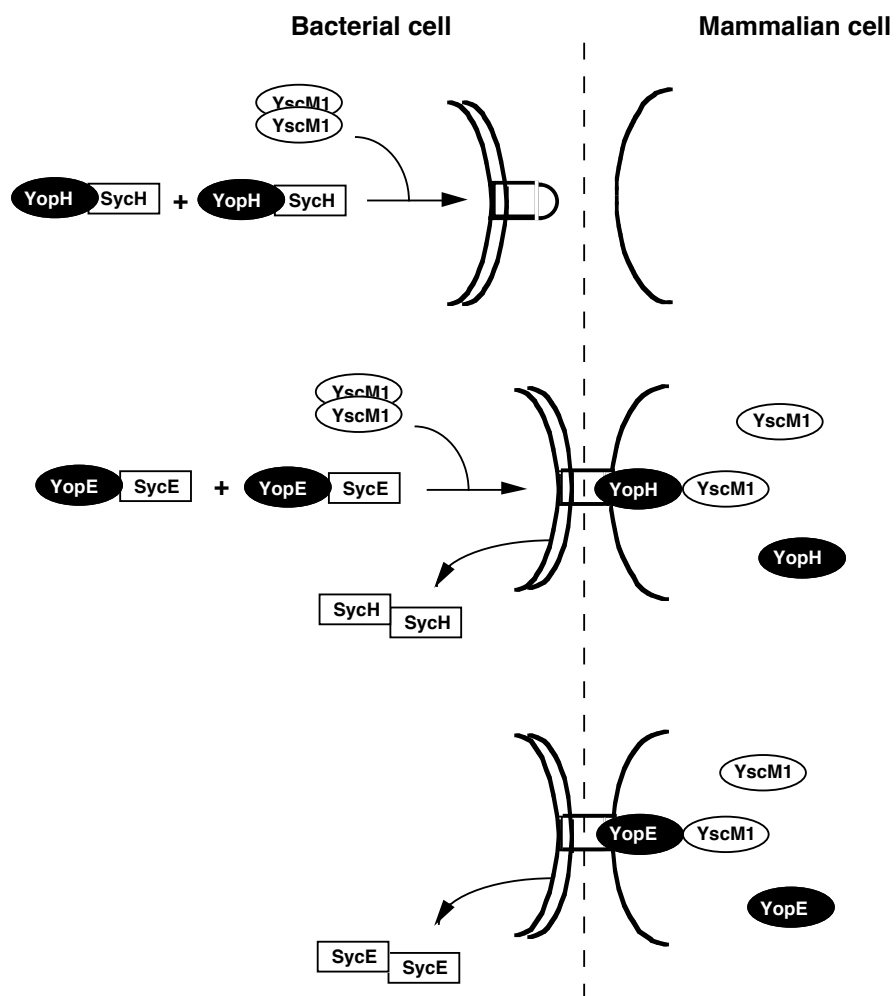 Bacterial cell
Mammalian cell
YscM1
YscM1
YopH SycH + YopH SycH
YscM1
YscM1
YscM1
YopE SycE + YopE SycE
YopH YscM1
YopH
SycH
SycH
YscM1
YopE YscM1
YopE
SycE
SycE